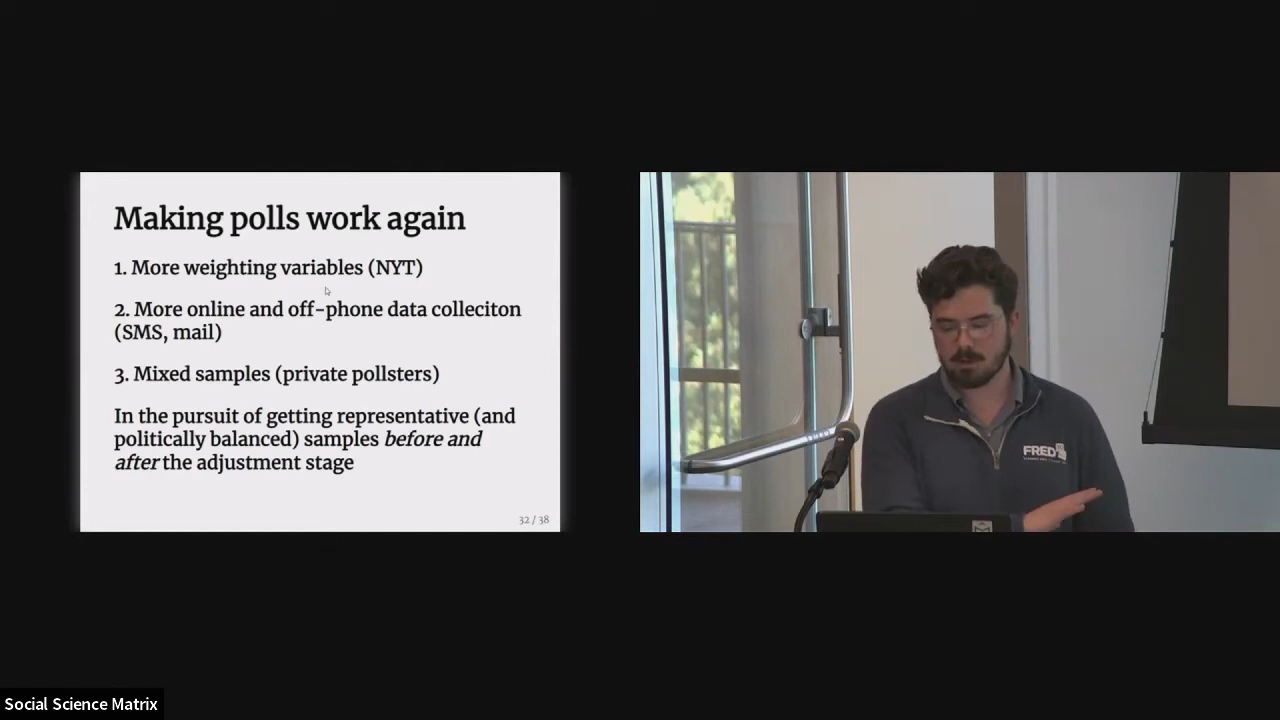 Making polls work again
1. More weighting variables (NYT)
2. More online and off-phone data colleciton
(SMS, mail)
3. Mixed samples (private pollsters)
In the pursuit of getting representative (and
politically balanced) samples before and
after the adjustment stage
32 / 38
FRED
Social Science Matrix